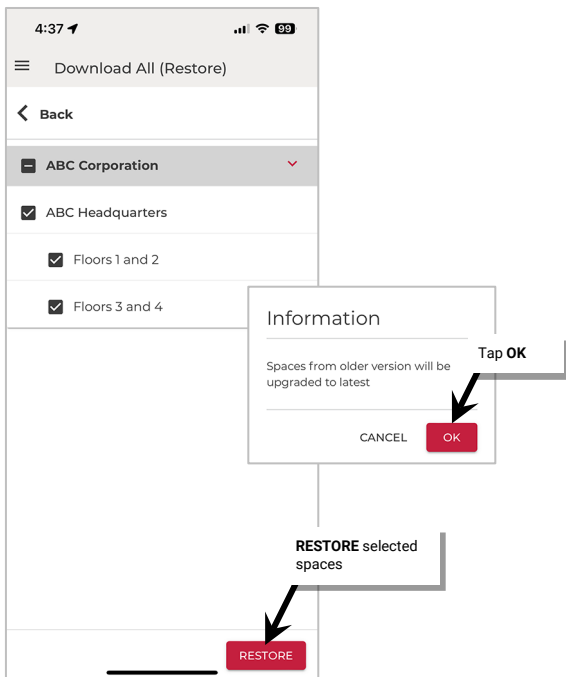 4:37
99
Download All (Restore)
Back
ABC Corporation
ABC Headquarters
Floors 1 and 2
Floors 3 and 4
Information
Spaces from older version will be
upgraded to latest
CANCEL
OK
Tap OK
RESTORE selected
spaces
RESTORE